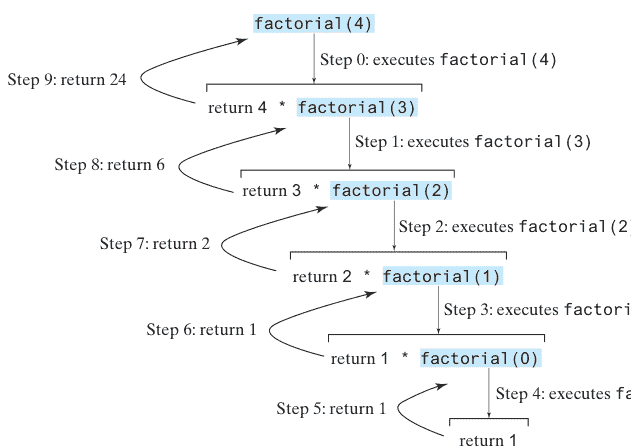 factorial(4)
Step 0: executes factorial(4)
Step 9: return 24
return 4 * factorial(3)
Step 1: executes factorial(3)
Step 8: return 6
return 3 * factorial(2)
Step 2: executes factorial(2)
Step 7: return 2
return 2 * factorial(1)
Step 3: executes
Step 6: return 1
return 1 * factorial(0)
Step 4: executes
Step 5: return 1
return 1